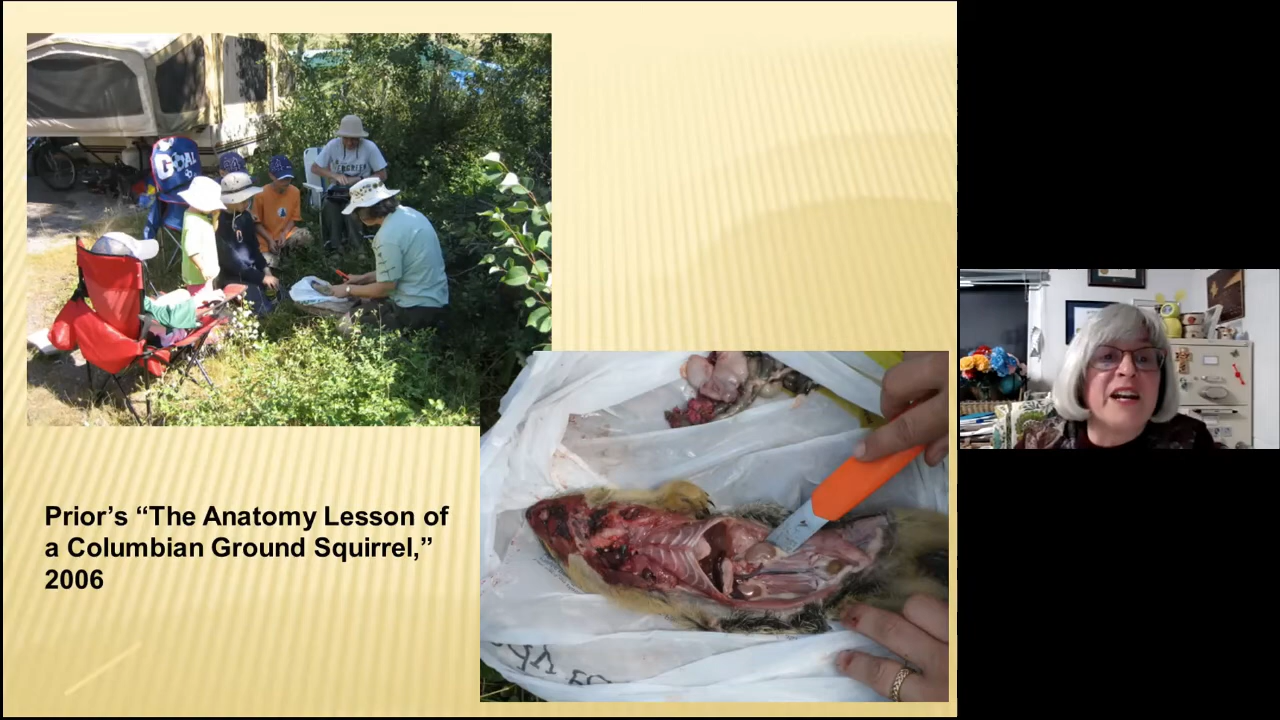 GOAL
Prior's “The Anatomy Lesson of
a Columbian Ground Squirrel,”
2006